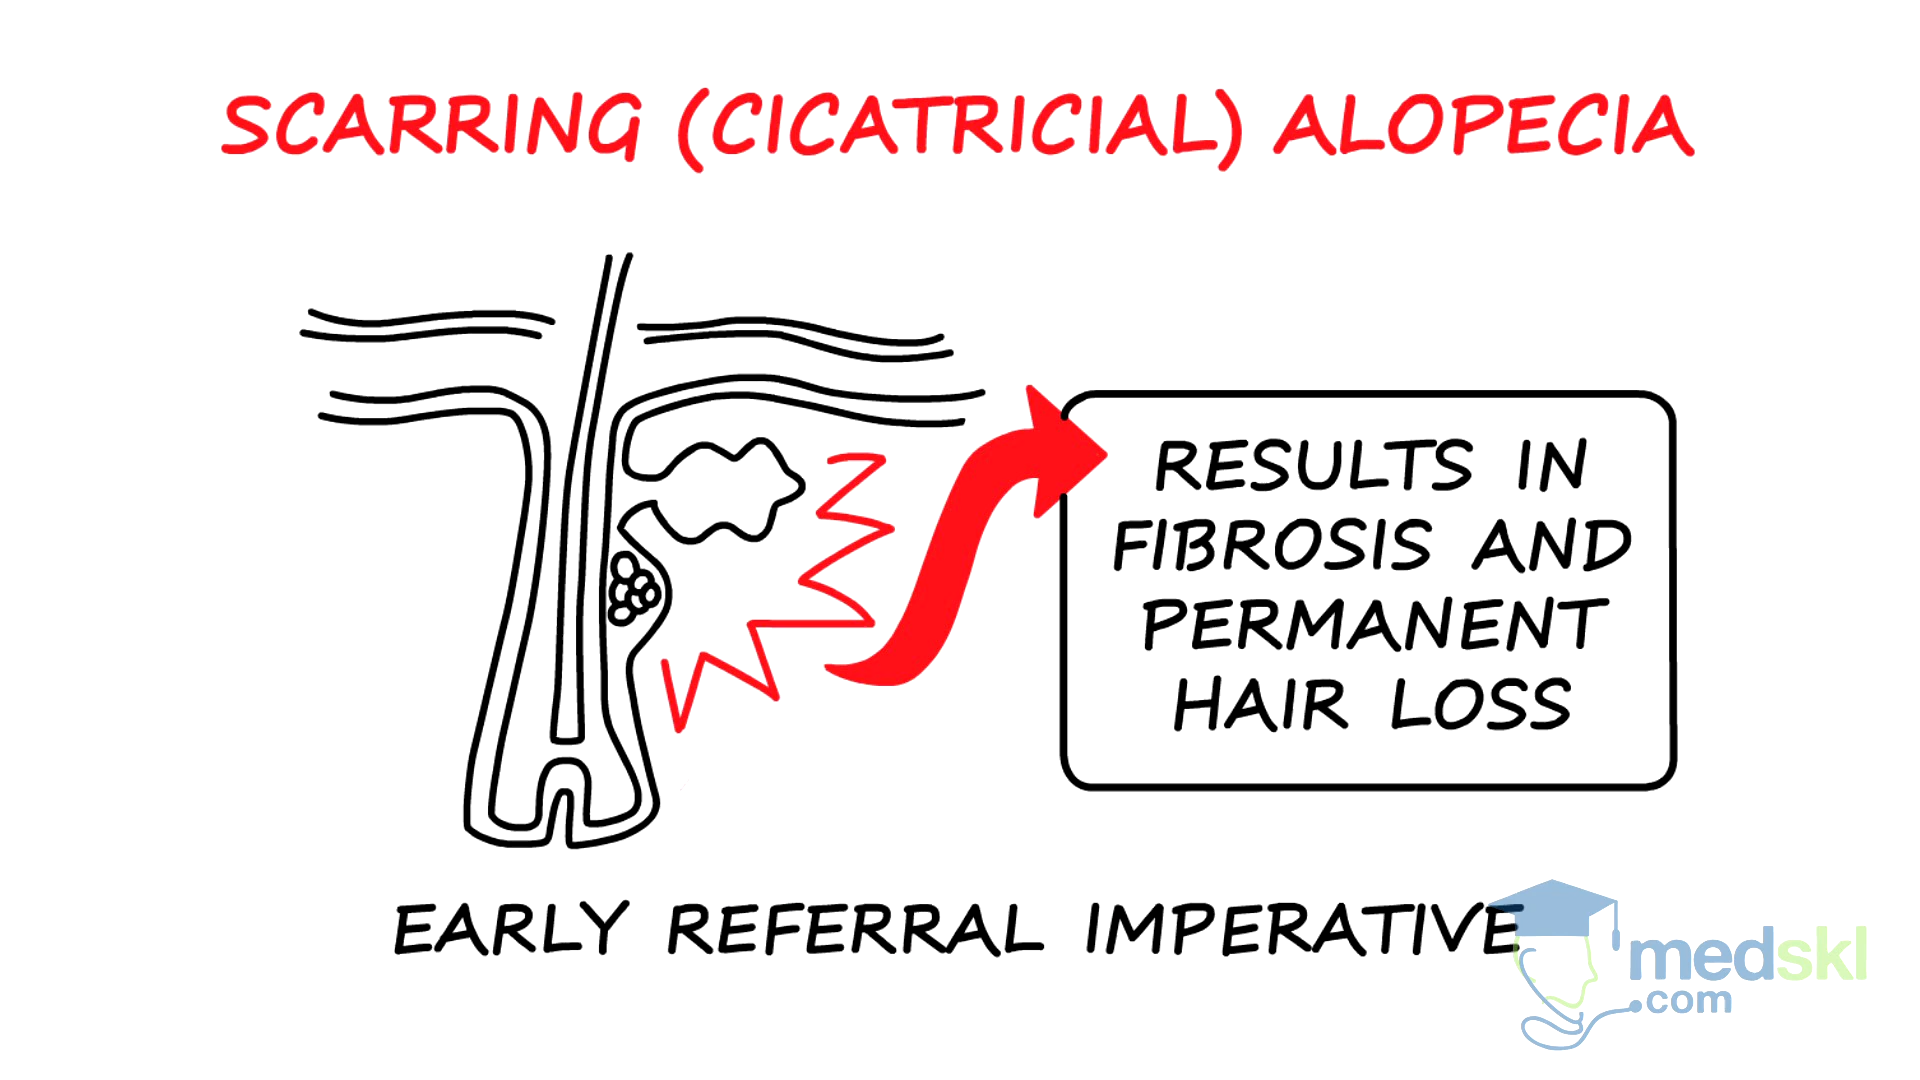 SCARRING (CICATRICIAL) ALOPECIA
RESULTS IN
FIBROSIS AND
PERMANENT
HAIR LOSS
EARLY REFERRAL IMPERATIVE
medskl
.com